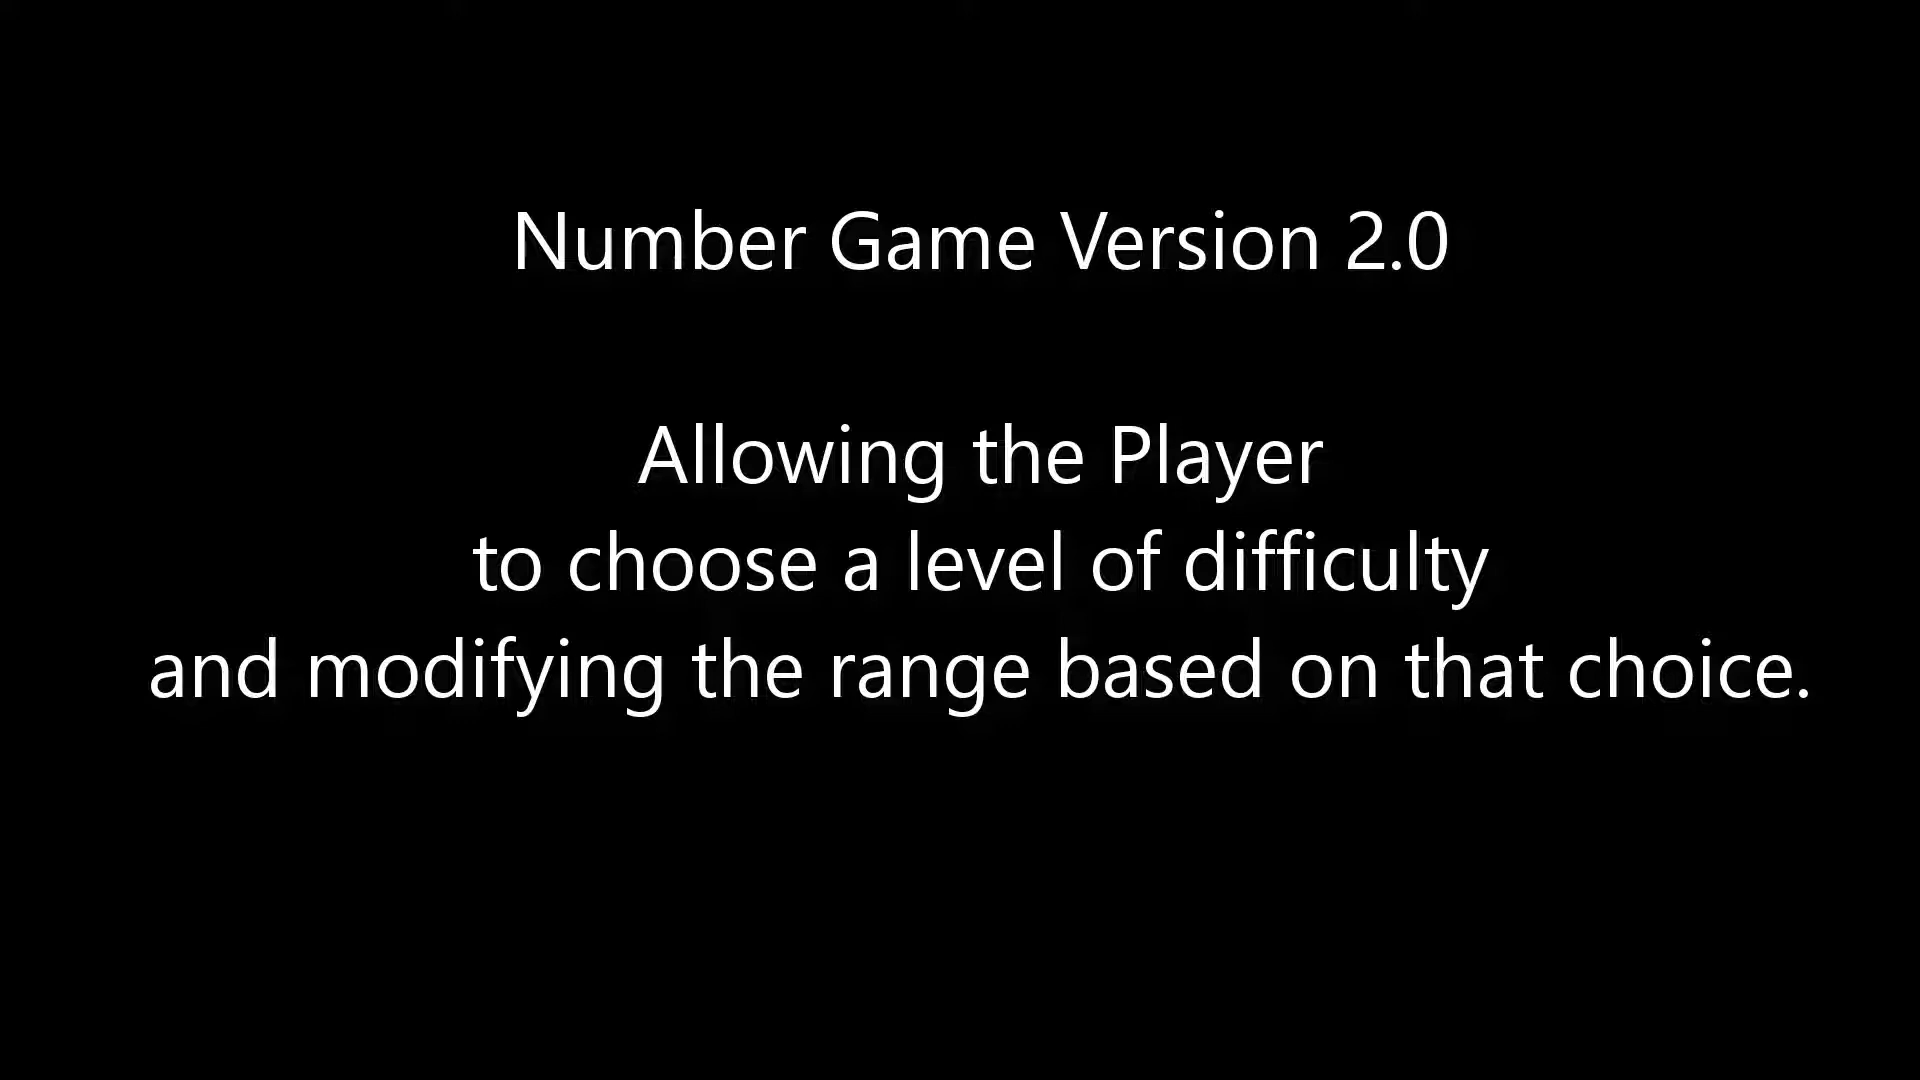 Number Game Version 2.0
Allowing the Player
to choose a level of difficulty
and modifying the range based on that choice.